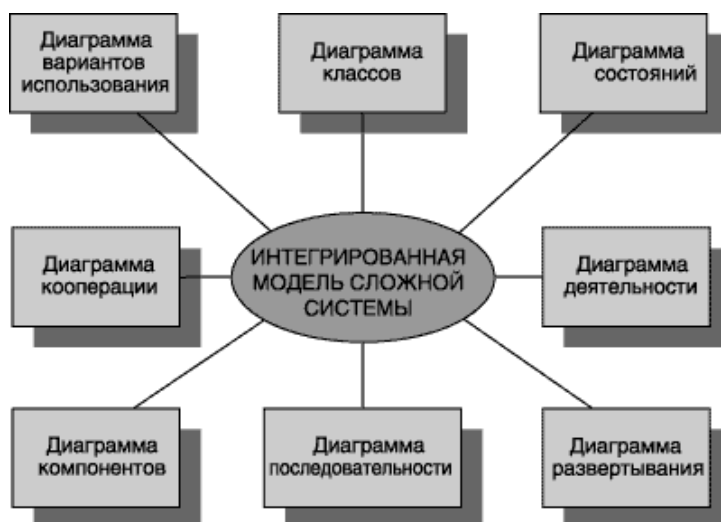 Диаграмма
вариантов
использования
Диаграмма
классов
Диаграмма
состояний
Диаграмма
кооперации
ИНТЕГРИРОВАННАЯ
МОДЕЛЬ СЛОЖНОЙ
СИСТЕМЫ
Диаграмма
деятельности
Диаграмма
компонентов
Диаграмма
последовательности
Диаграмма
развертывания